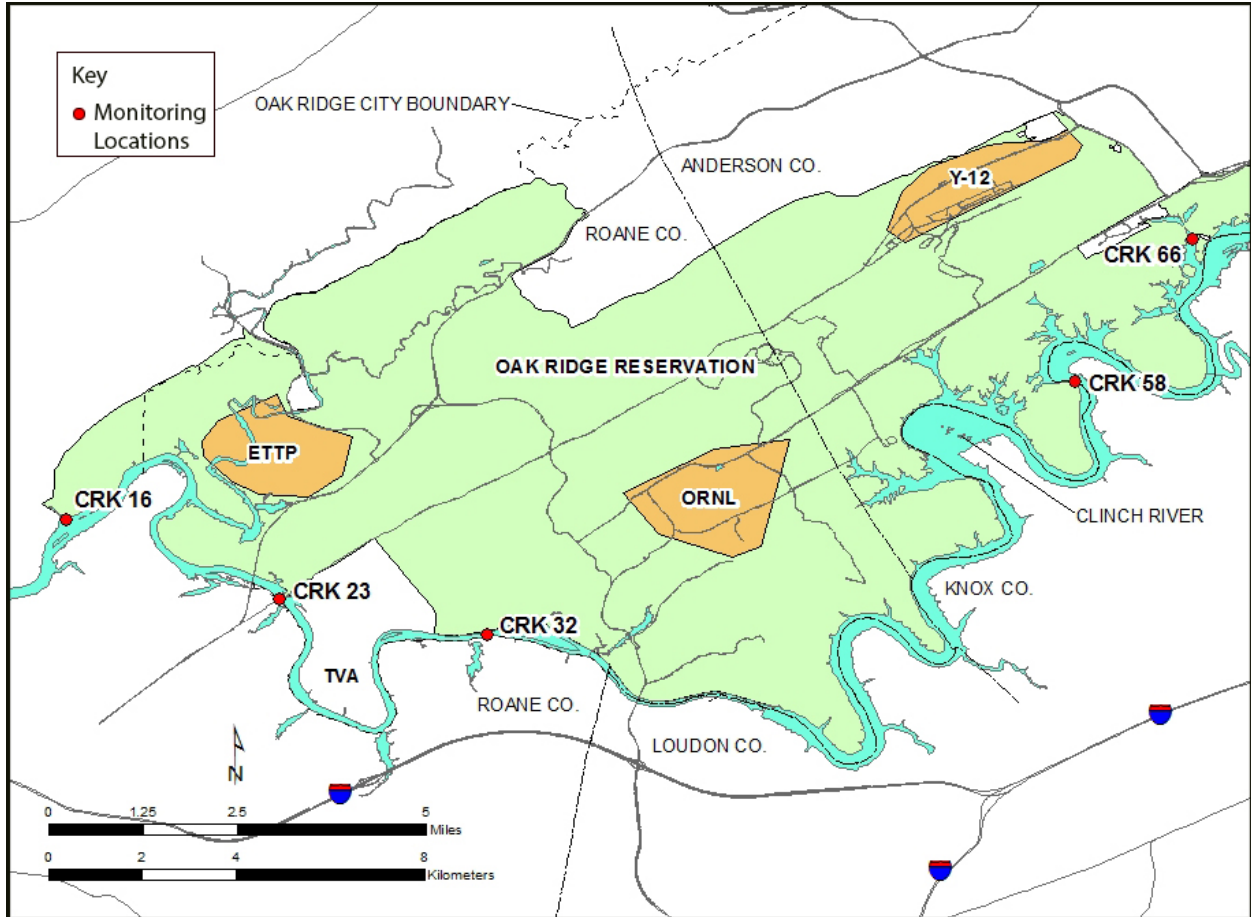 Key
Monitoring
Locations
OAK RIDGE CITY BOUNDARY
ANDERSON CO.
Y-12
ROANE CO.
CRK 66
OAK RIDGE RESERVATION
CRK 58
ETTP
ORNL
CRK 16
CLINCH RIVER
CRK 23
KNOX CO.
CRK 32
TVA
ROANE CO.
LOUDON CO.
N
0 1.25 2.5 5
Miles
0 2 4 8
Kilometers